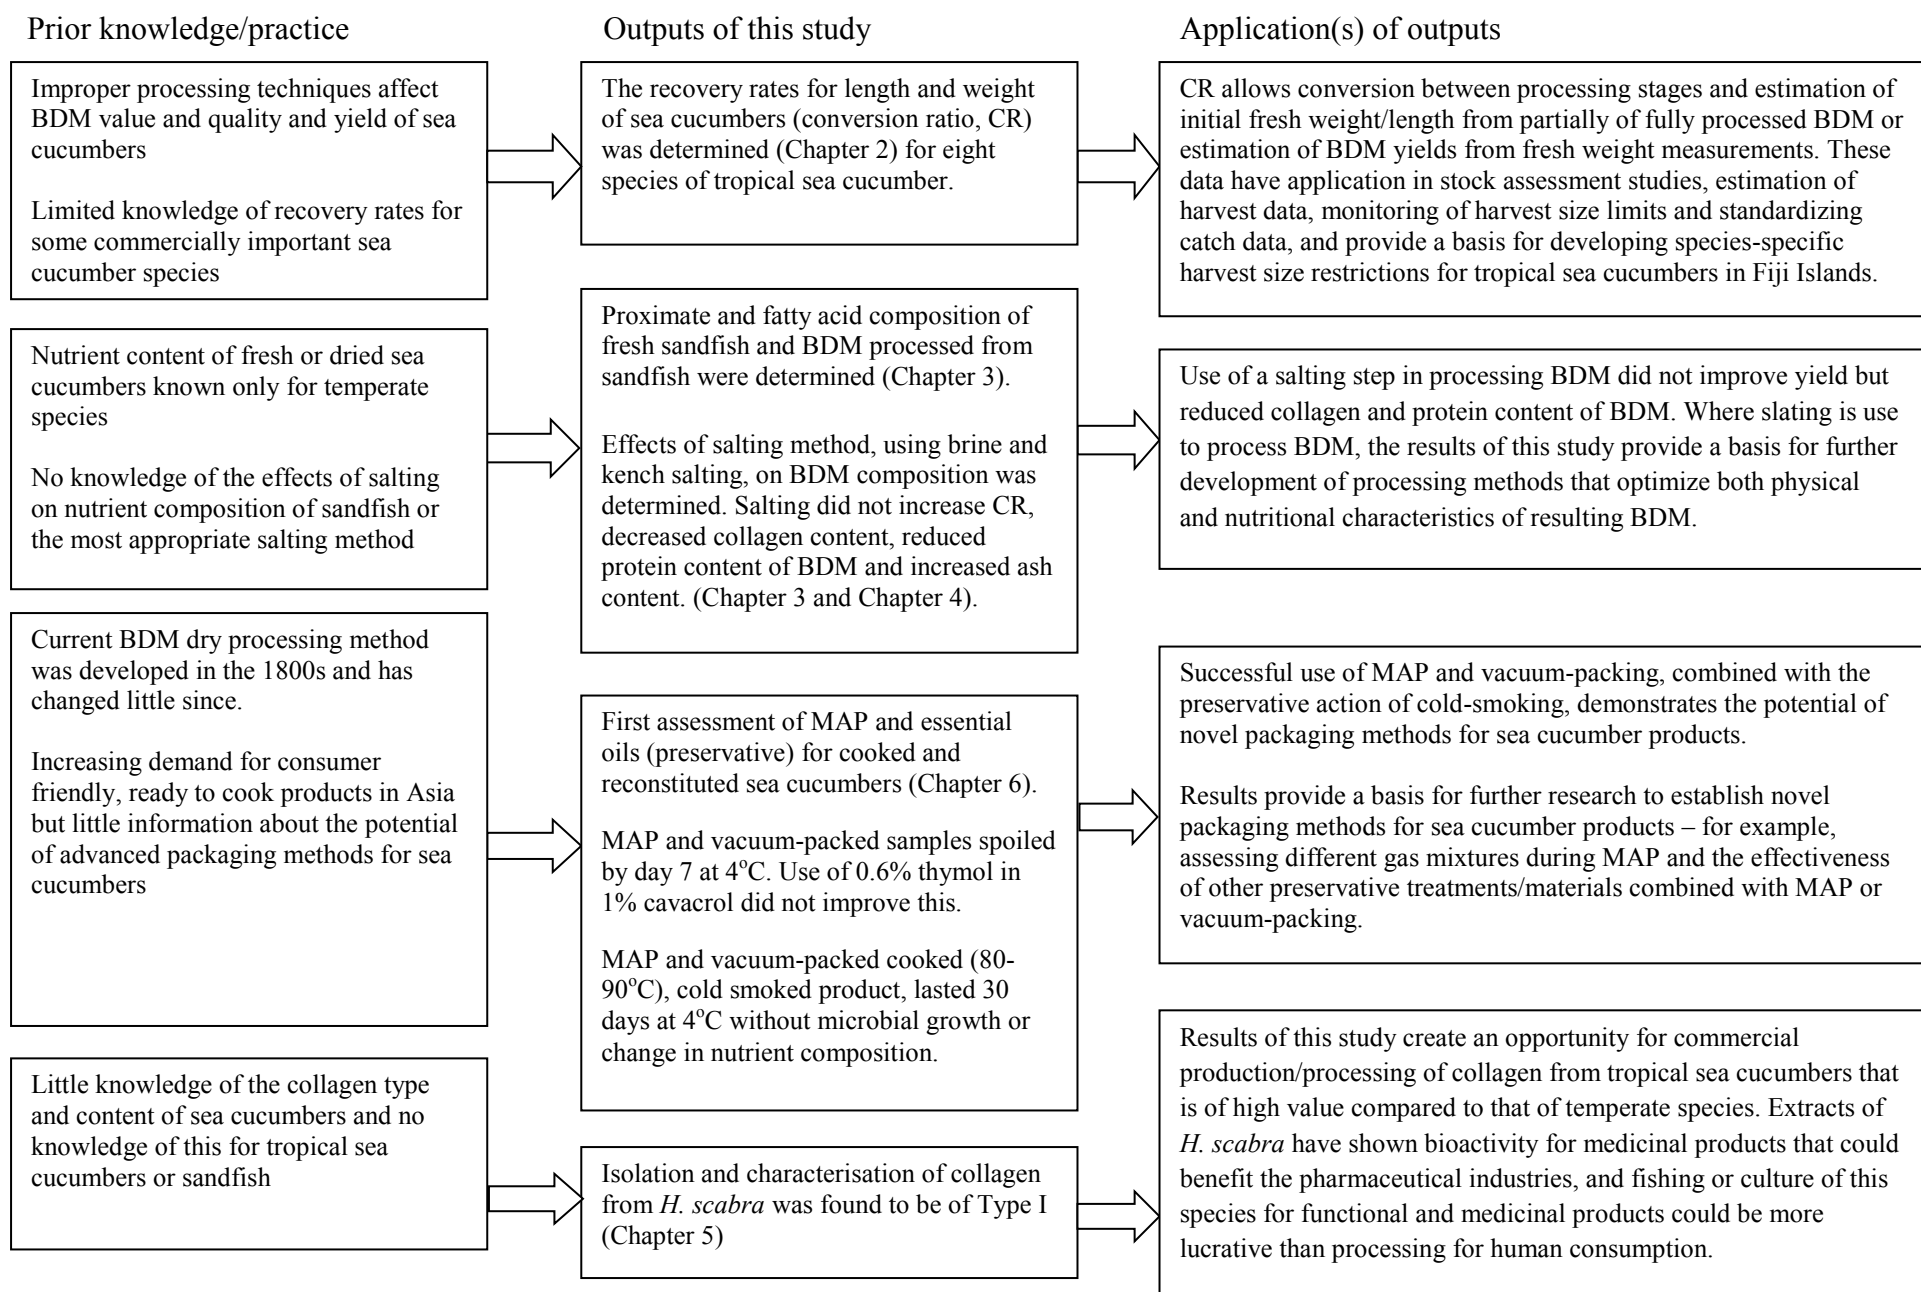 Prior knowledge/practice
Outputs of this study
Application(s) of outputs
Improper processing techniques affect
BDM value and quality and yield of sea
cucumbers
Limited knowledge of recovery rates for
some commercially important sea
cucumber species
The recovery rates for length and weight
of sea cucumbers (conversion ratio, CR)
was determined (Chapter 2) for eight
species of tropical sea cucumber.
CR allows conversion between processing stages and estimation of
initial fresh weight/length from partially of fully processed BDM or
estimation of BDM yields from fresh weight measurements. These
data have application in stock assessment studies, estimation of
harvest data, monitoring of harvest size limits and standardizing
catch data, and provide a basis for developing species-specific
harvest size restrictions for tropical sea cucumbers in Fiji Islands.
Nutrient content of fresh or dried sea
cucumbers known only for temperate
species
No knowledge of the effects of salting
on nutrient composition of sandfish or
the most appropriate salting method
Proximate and fatty acid composition of
fresh sandfish and BDM processed from
sandfish were determined (Chapter 3).
Effects of salting method, using brine and
kench salting, on BDM composition was
determined. Salting did not increase CR,
decreased collagen content, reduced
protein content of BDM and increased ash
content. (Chapter 3 and Chapter 4).
Use of a salting step in processing BDM did not improve yield but
reduced collagen and protein content of BDM. Where slating is use
to process BDM, the results of this study provide a basis for further
development of processing methods that optimize both physical
and nutritional characteristics of resulting BDM.
Current BDM dry processing method
was developed in the 1800s and has
changed little since.
Increasing demand for consumer
friendly, ready to cook products in Asia
but little information about the potential
of advanced packaging methods for sea
cucumbers
First assessment of MAP and essential
oils (preservative) for cooked and
reconstituted sea cucumbers (Chapter 6).
MAP and vacuum-packed samples spoiled
by day 7 at 4°C. Use of 0.6% thymol in
1% cavacrol did not improve this.
MAP and vacuum-packed cooked (80-
90°C), cold smoked product, lasted 30
days at 4°C without microbial growth or
change in nutrient composition.
Successful use of MAP and vacuum-packing, combined with the
preservative action of cold-smoking, demonstrates the potential of
novel packaging methods for sea cucumber products.
Results provide a basis for further research to establish novel
packaging methods for sea cucumber products – for example,
assessing different gas mixtures during MAP and the effectiveness
of other preservative treatments/materials combined with MAP or
vacuum-packing.
Little knowledge of the collagen type
and content of sea cucumbers and no
knowledge of this for tropical sea
cucumbers or sandfish
Isolation and characterisation of collagen
from H. scabra was found to be of Type I
(Chapter 5)
Results of this study create an opportunity for commercial
production/processing of collagen from tropical sea cucumbers that
is of high value compared to that of temperate species. Extracts of
H. scabra have shown bioactivity for medicinal products that could
benefit the pharmaceutical industries, and fishing or culture of this
species for functional and medicinal products could be more
lucrative than processing for human consumption.